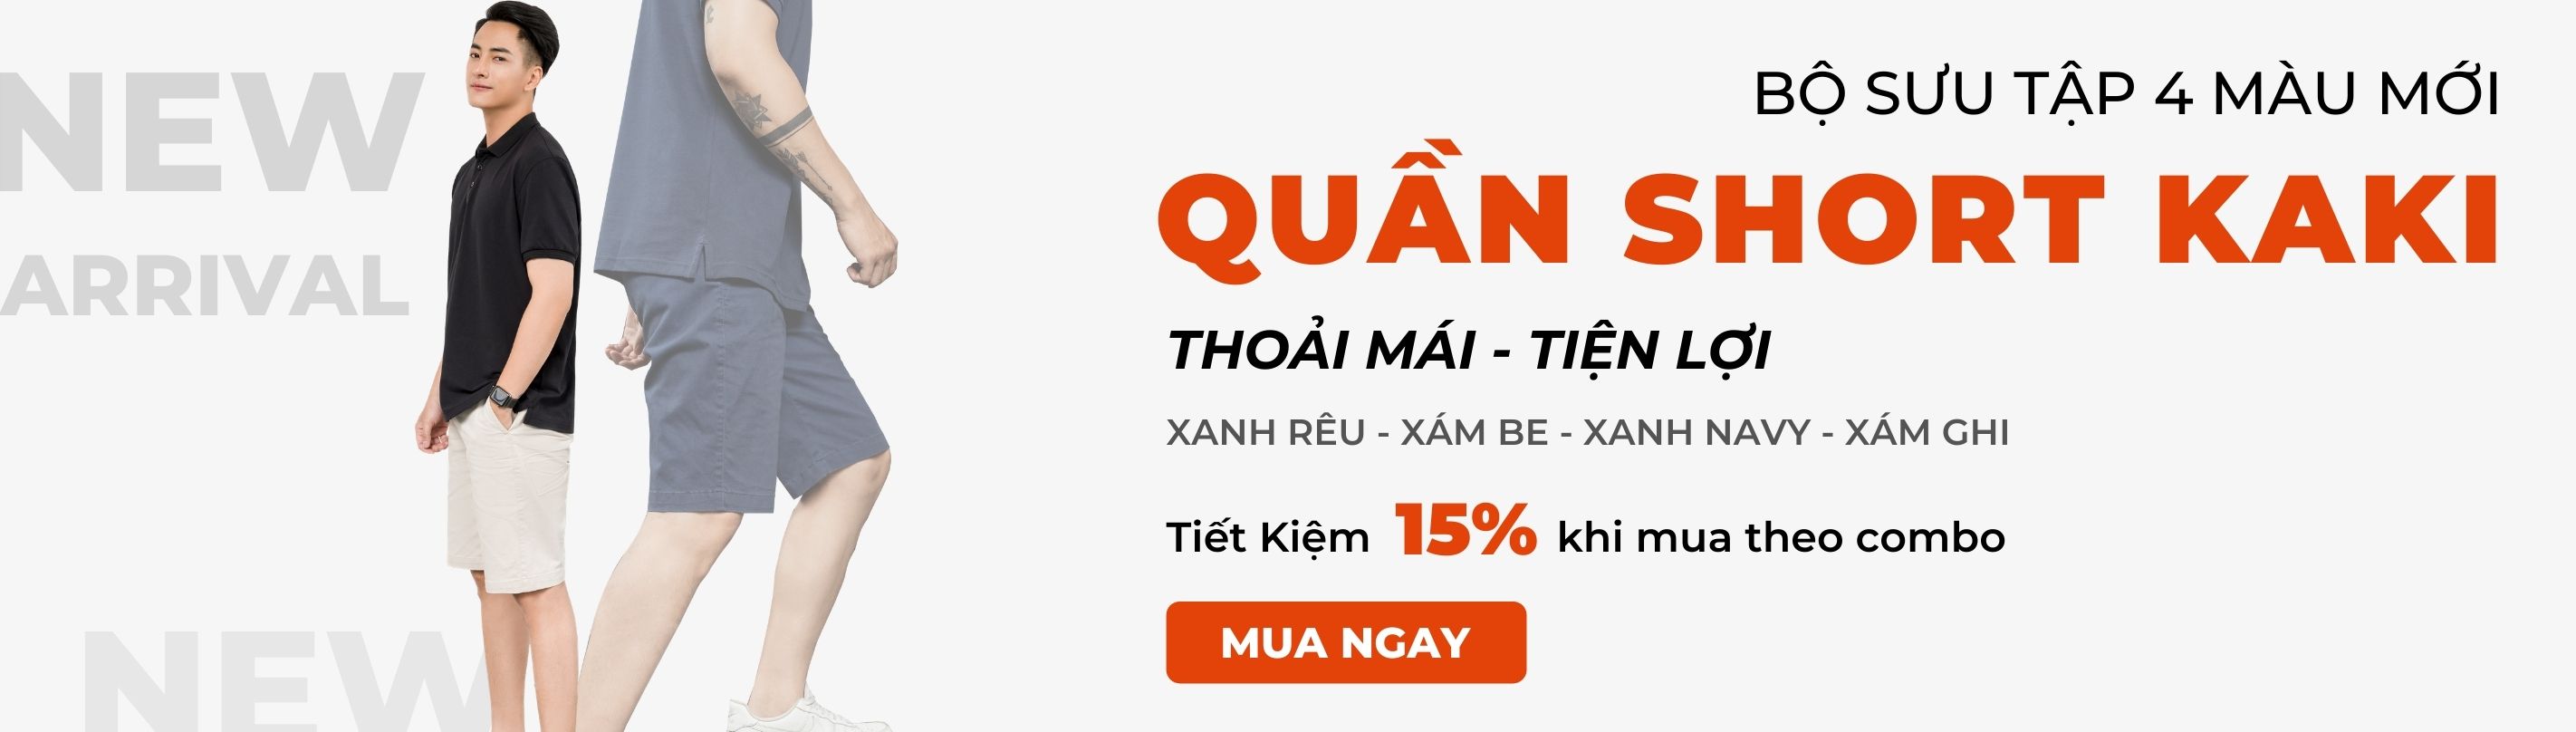 NEW
ARRIVAL
NEW
BỘ SƯU TẬP 4 MÀU MỚI
QUẦN SHORT KAKI
THOẢI MÁI - TIỆN LỢI
XANH RÊU - XÁM BE - XANH NAVY - XÁM GHI
Tiết Kiệm 15% khi mua theo combo
MUA NGAY